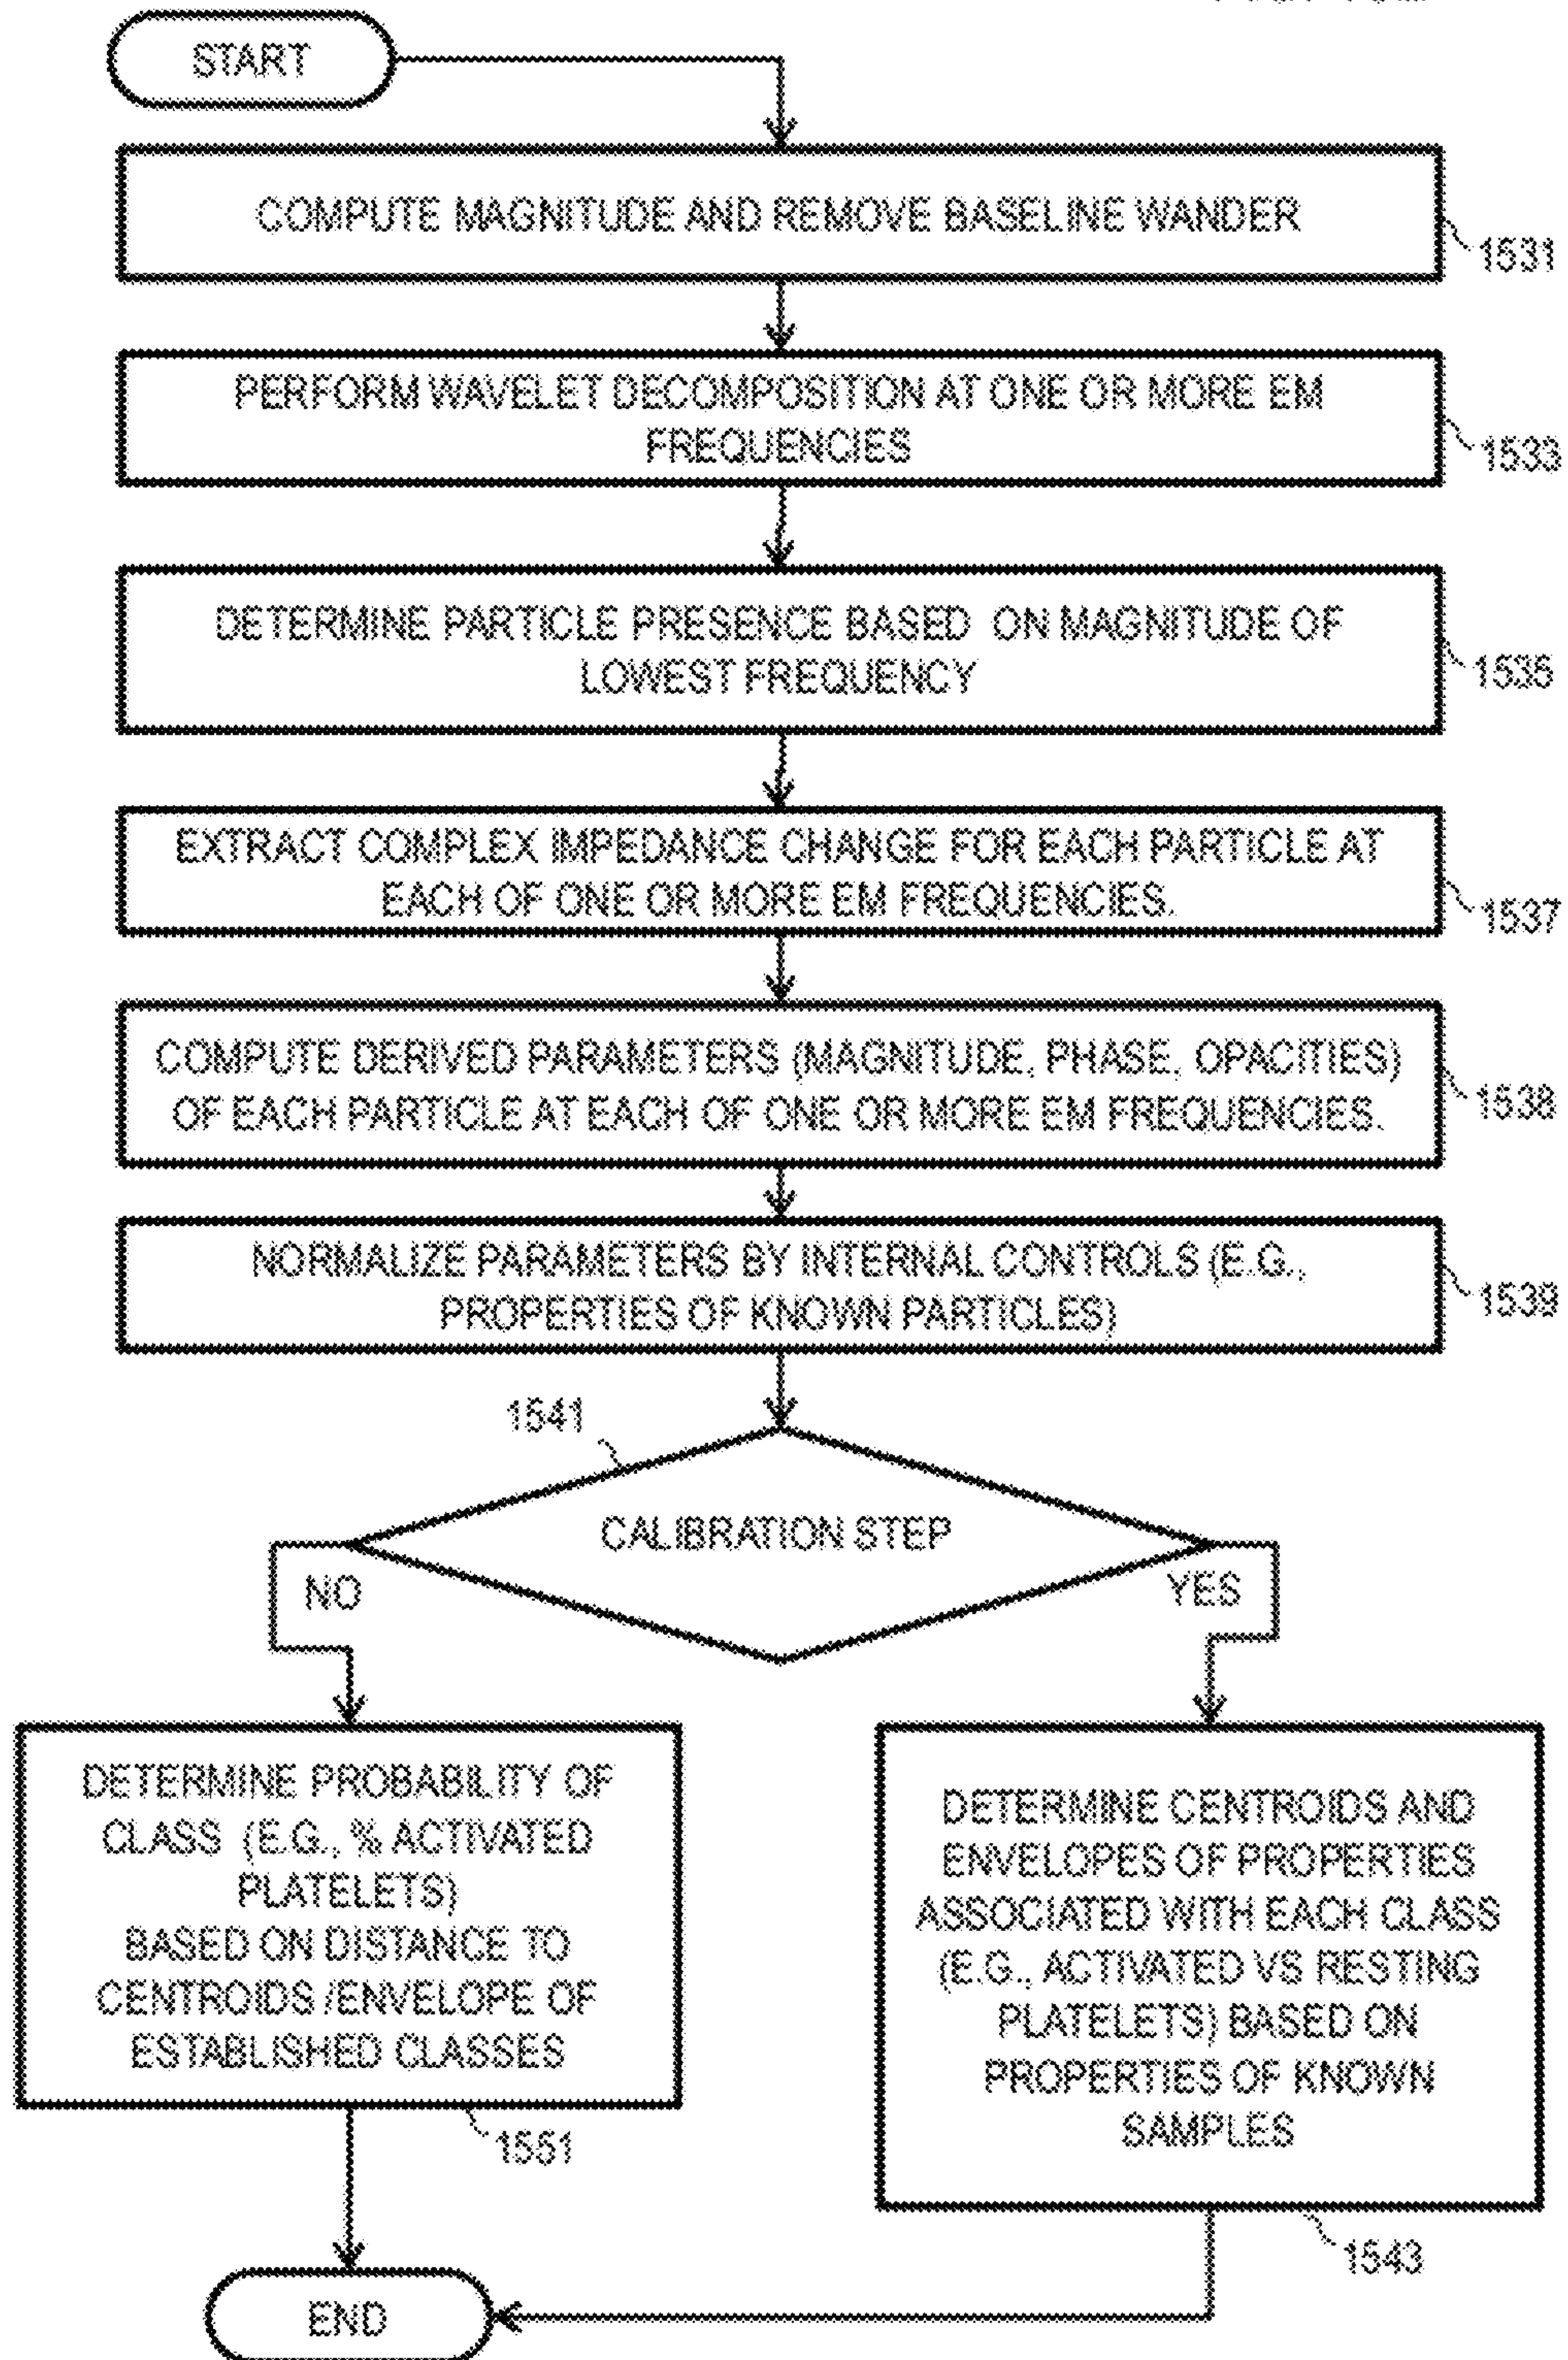 START
COMPUTE MAGNITUDE AND REMOVE BASELINE WANDER
1531
PERFORM WAVELET DECOMPOSITION AT ONE OR MORE EM
FREQUENCIES
1533
DETERMINE PARTICLE PRESENCE BASED ON MAGNITUDE OF
LOWEST FREQUENCY
1535
EXTRACT COMPLEX IMPEDANCE CHANGE FOR EACH PARTICLE AT
EACH OF ONE OR MORE EM FREQUENCIES.
1537
COMPUTE DERIVED PARAMETERS (MAGNITUDE, PHASE, OPACITIES)
OF EACH PARTICLE AT EACH OF ONE OR MORE EM FREQUENCIES.
1538
NORMALIZE PARAMETERS BY INTERNAL CONTROLS (E.G.,
PROPERTIES OF KNOWN PARTICLES)
1539
1541
CALIBRATION STEP
NO
YES
DETERMINE PROBABILITY OF
CLASS (E.G., % ACTIVATED
PLATELETS)
BASED ON DISTANCE TO
CENTROIDS /ENVELOPE OF
ESTABLISHED CLASSES
1551
DETERMINE CENTROIDS AND
ENVELOPES OF PROPERTIES
ASSOCIATED WITH EACH CLASS
(E.G., ACTIVATED VS RESTING
PLATELETS) BASED ON
PROPERTIES OF KNOWN
SAMPLES
1543
END